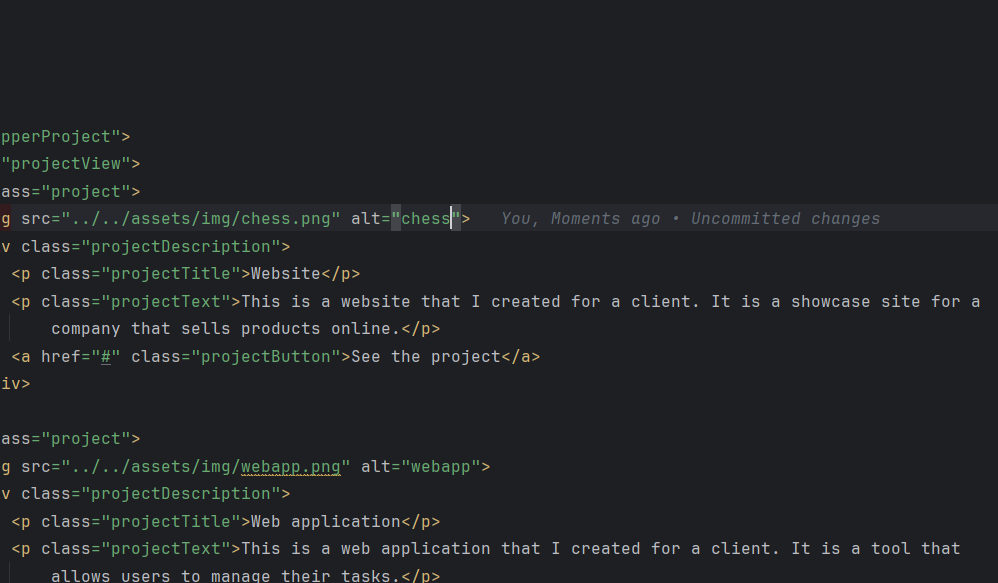 pperProject">
"projectView">
ass="project">
g src="../../assets/img/chess.png" alt="chess"> You, Moments ago • Uncommitted changes
v class="projectDescription">
<p class="projectTitle">Website</p>
<p class="projectText">This is a website that I created for a client. It is a showcase site for a
company that sells products online.</p>
<a href="#" class="projectButton">See the project</a>
iv>
ass="project">
g src="../../assets/img/webapp.png" alt="webapp">
v class="projectDescription">
<p class="projectTitle">Web application</p>
<p class="projectText">This is a web application that I created for a client. It is a tool that
allows users to manage their tasks.</p>